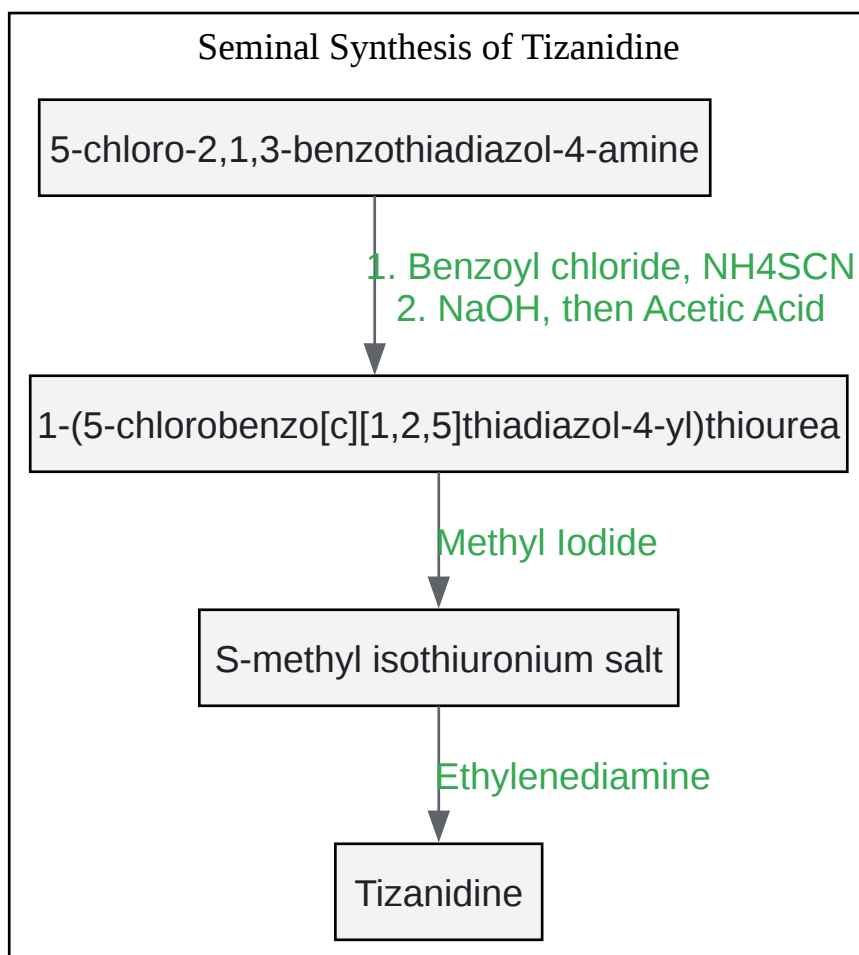 Seminal Synthesis of Tizanidine
5-chloro-2,1,3-benzothiadiazol-4-amine
1. Benzoyl chloride, NH4SCN
2. NaOH, then Acetic Acid
1-(5-chlorobenzo[c][1,2,5]thiadiazol-4-yl)thiourea
Methyl Iodide
S-methyl isothiuronium salt
Ethylenediamine
Tizanidine